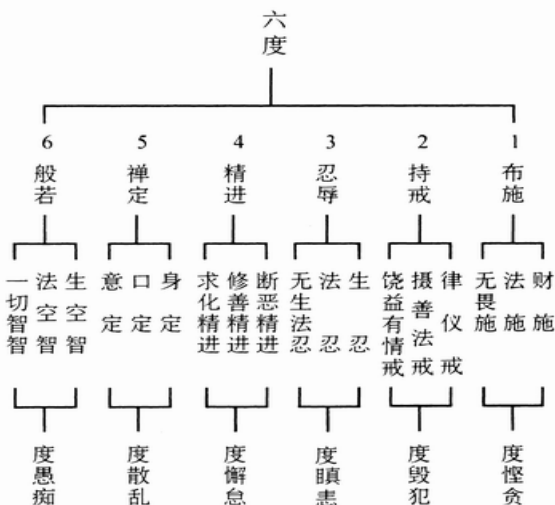 六度
1
布施
财施
法施
无畏施
度悭贪
2
持戒
律仪戒
摄善法戒
饶益有情戒
度毁犯
3
忍辱
生忍
法忍
无生法忍
度瞋恚
4
精进
断恶精进
修善精进
求化精进
度懈怠
5
禅定
身定
口定
意定
度散乱
6
般若
生空智
法空智
一切智智
度愚痴